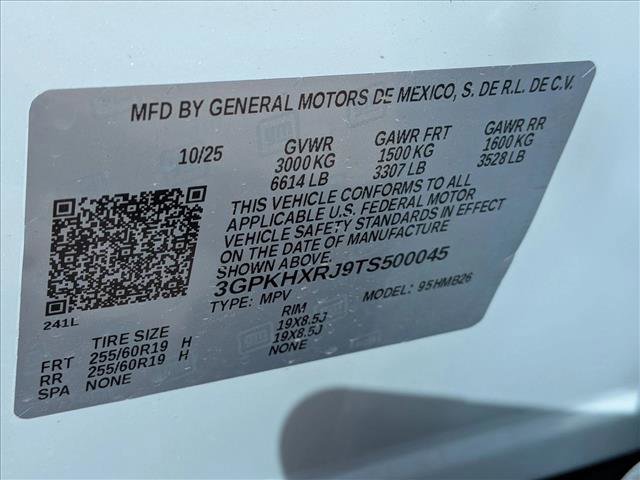 MFD BY GENERAL MOTORS DE MEXICO, S. DE R.L. DE C.V.
10/25 GVWR GAWR FRT GAWR RR
3000 KG 1500 KG 1600 KG
6614 LB 3307 LB 3528 LB
THIS VEHICLE CONFORMS TO ALL
APPLICABLE U.S. FEDERAL MOTOR
VEHICLE SAFETY STANDARDS IN EFFECT
ON THE DATE OF MANUFACTURE
SHOWN ABOVE.
3GPKHXRJ9TS500045
TYPE: MPV MODEL: 95HMB26
241L
TIRE SIZE RIM
FRT 255/60R19 H 19X8.5J
RR 255/60R19 H 19X8.5J
SPA NONE NONE